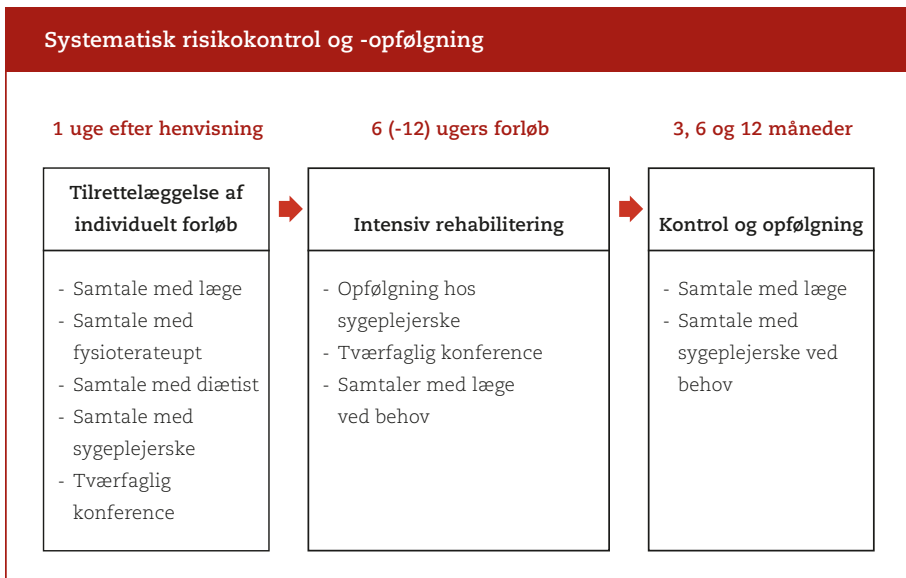 Systematisk risikokontrol og -opfølgning
1 uge efter henvisning
Tilrettelæggelse af
individuelt forløb
- Samtale med læge
- Samtale med
fysioterateupt
- Samtale med diætist
- Samtale med
sygeplejerske
- Tværfaglig
konference
6 (-12) ugers forløb
Intensiv rehabilitering
- Opfølgning hos
sygeplejerske
- Tværfaglig konference
- Samtaler med læge
ved behov
3, 6 og 12 måneder
Kontrol og opfølgning
- Samtale med læge
- Samtale med
sygeplejerske ved
behov